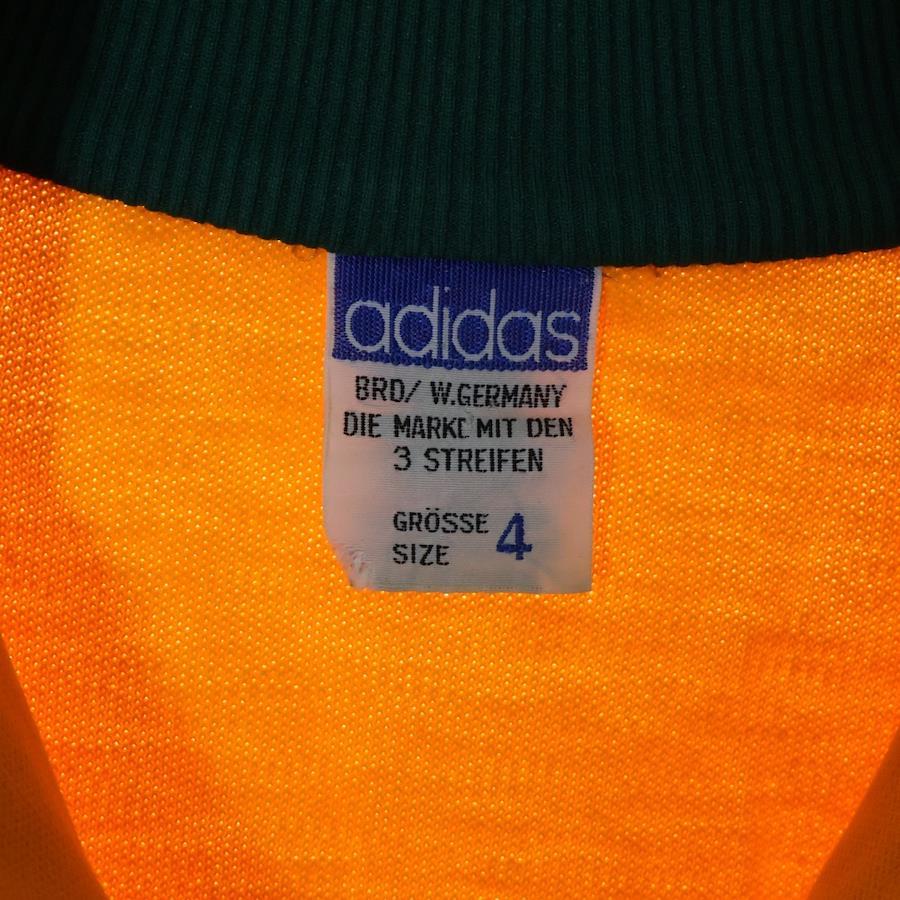 adidas
BRD/ W.GERMANY
DIE MARKE MIT DEN
3 STREIFEN
GRÖSSE 4
SIZE